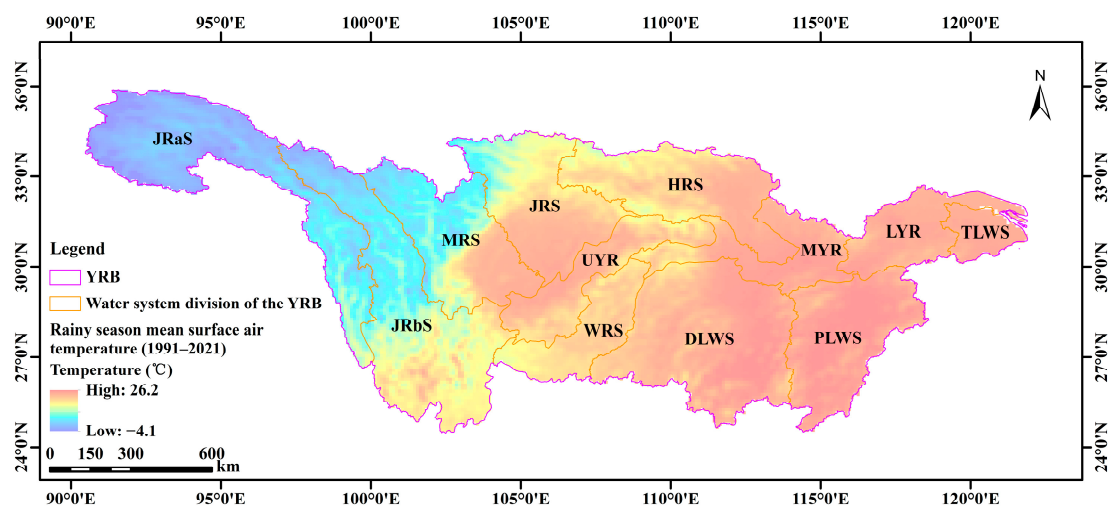 90°0'E 95°0'E 100°0'E 105°0'E 110°0'E 115°0'E 120°0'E
36°0'N
33°0'N
30°0'N
27°0'N
24°0'N
36°0'N
33°0'N
30°0'N
27°0'N
24°0'N
N
JRaS
HRS
JRS
MRS
LYR
TLWS
MYR
UYR
JRbS
WRS
DLWS
PLWS
Legend
YRB
Water system division of the YRB
Rainy season mean surface air
temperature (1991–2021)
Temperature (℃)
High: 26.2
Low: −4.1
0 150 300 600
km
90°0'E 95°0'E 100°0'E 105°0'E 110°0'E 115°0'E 120°0'E